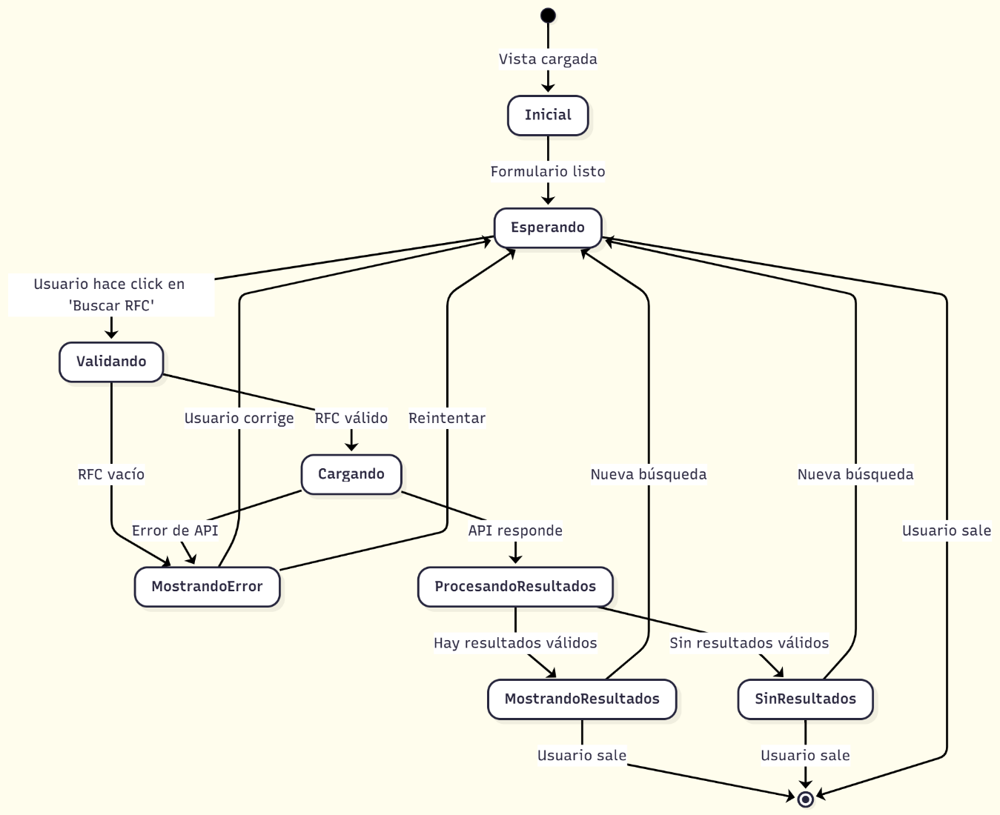 Vista cargada
Inicial
Formulario listo
Esperando
Usuario hace click en
'Buscar RFC'
Validando
Usuario corrige
RFC válido
Reintentar
RFC vacío
Cargando
Nueva búsqueda
Nueva búsqueda
Error de API
API responde
Usuario sale
MostrandoError
ProcesandoResultados
Hay resultados válidos
Sin resultados válidos
MostrandoResultados
SinResultados
Usuario sale
Usuario sale